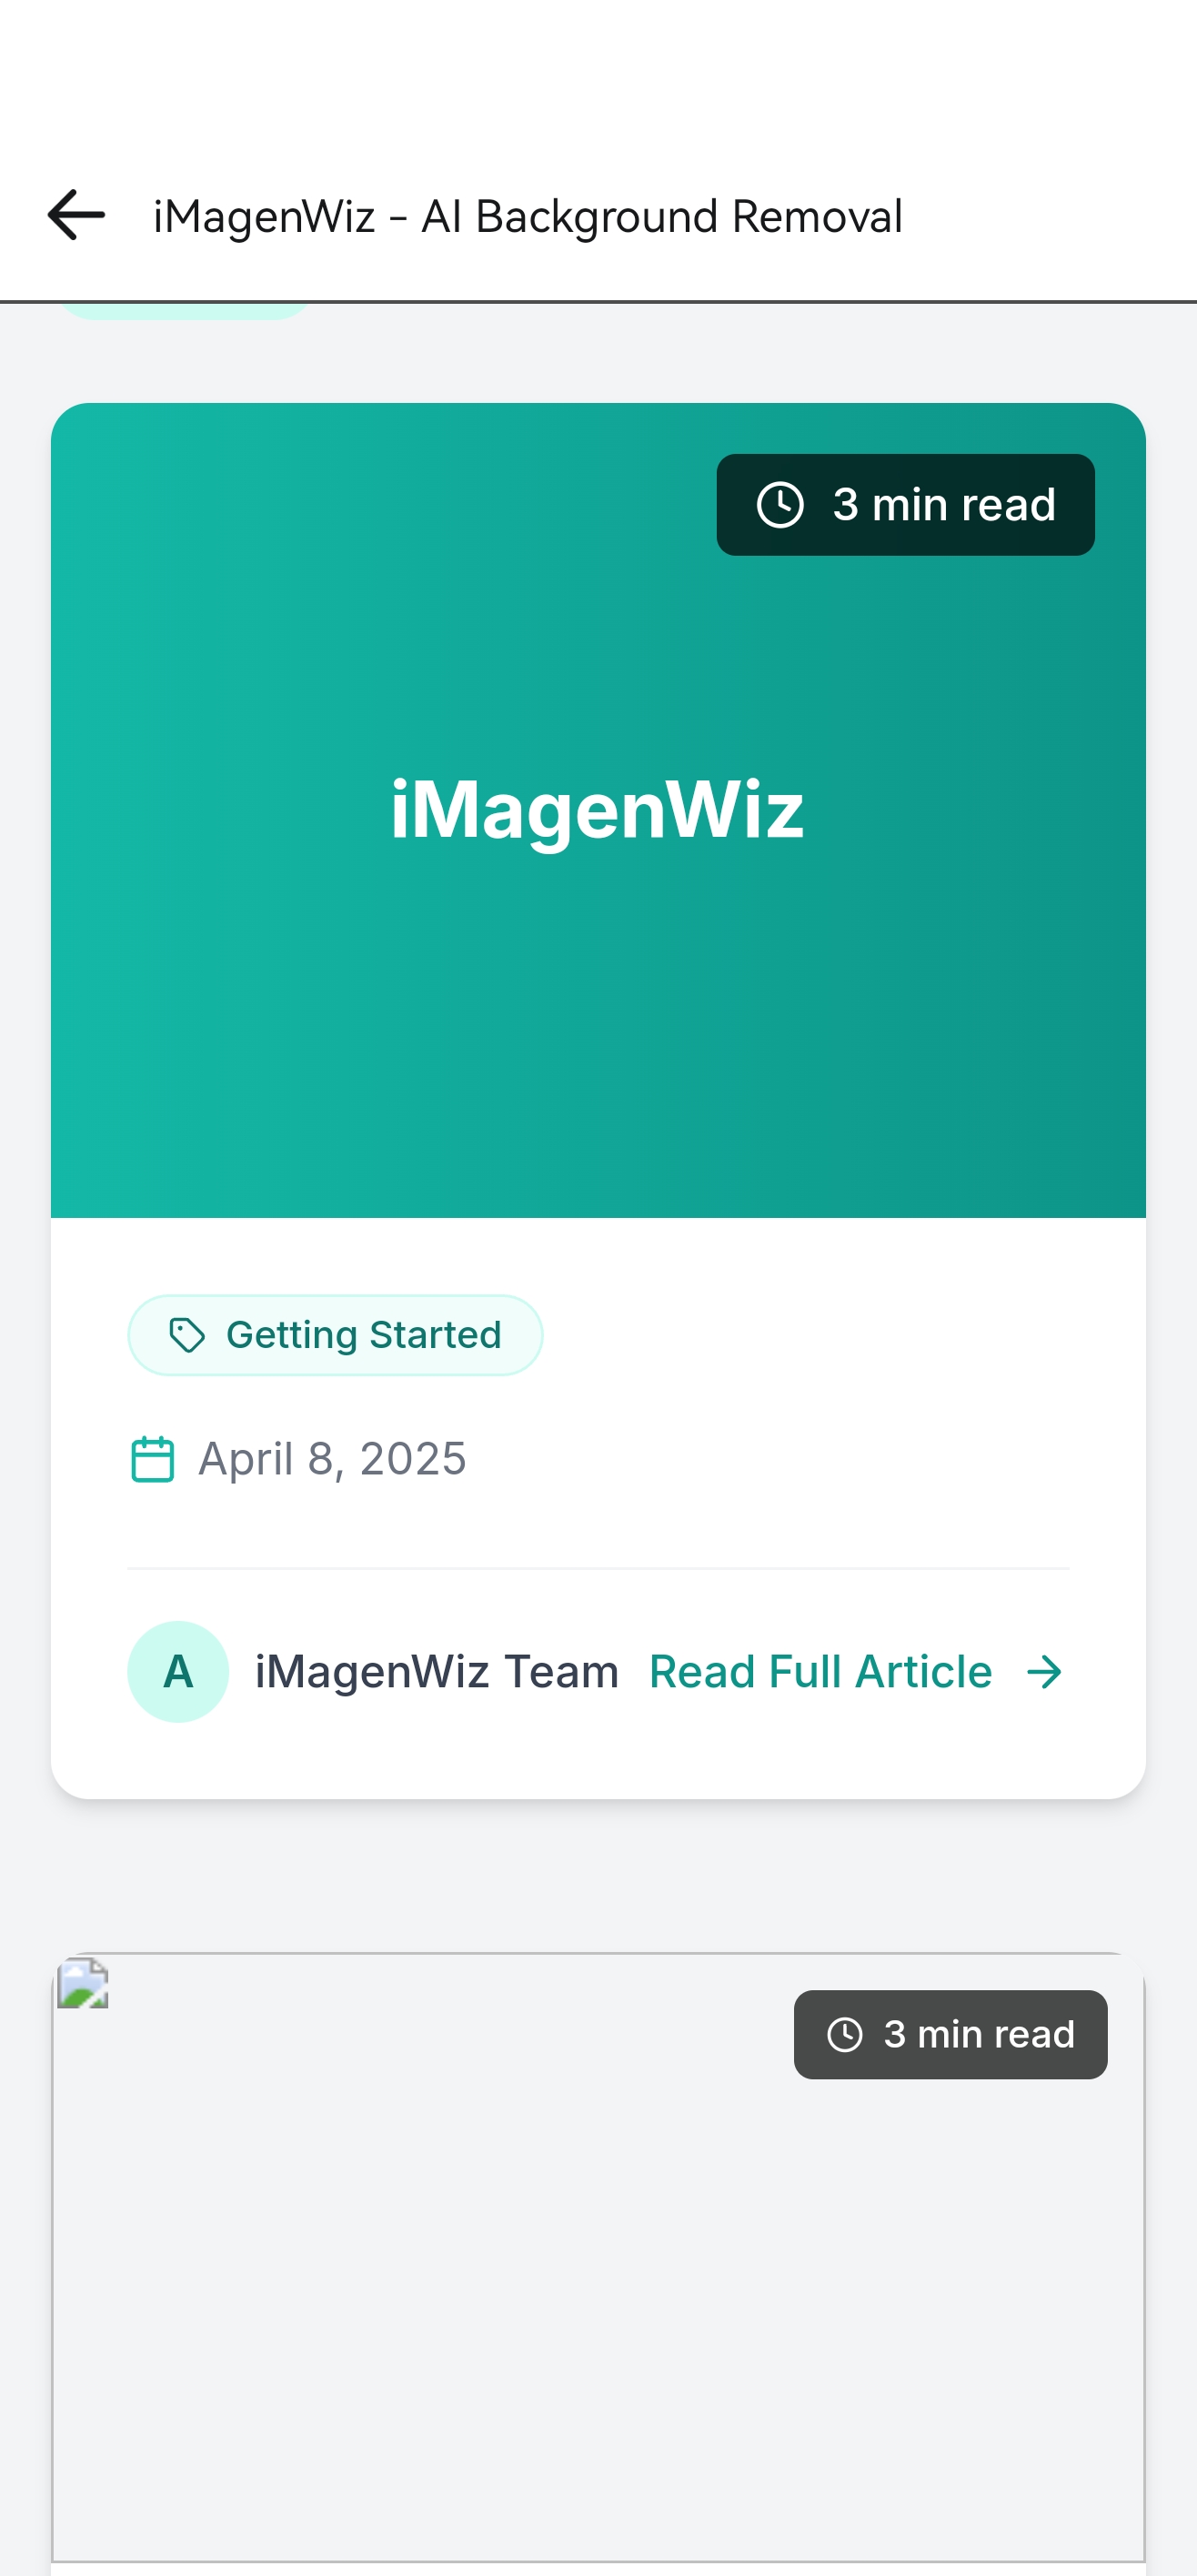 iMagenWiz - AI Background Removal
3 min read
iMagenWiz
Getting Started
April 8, 2025
A iMagenWiz Team Read Full Article
3 min read